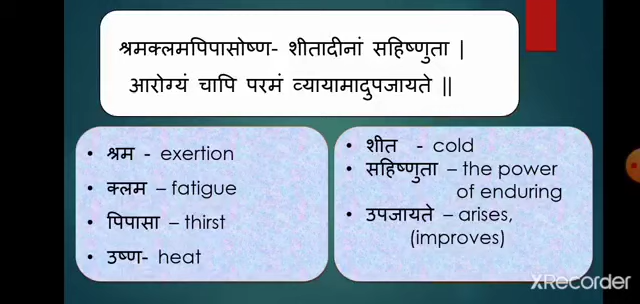 श्रमक्लमपिपासोष्ण- शीतादीनां सहिष्णुता |
आरोग्यं चापि परमं व्यायामादुपजायते ||
• श्रम - exertion
• क्लम – fatigue
• पिपासा – thirst
• उष्ण- heat
• शीत - cold
• सहिष्णुता – the power
of enduring
• उपजायते – arises,
(improves)
XRecorder